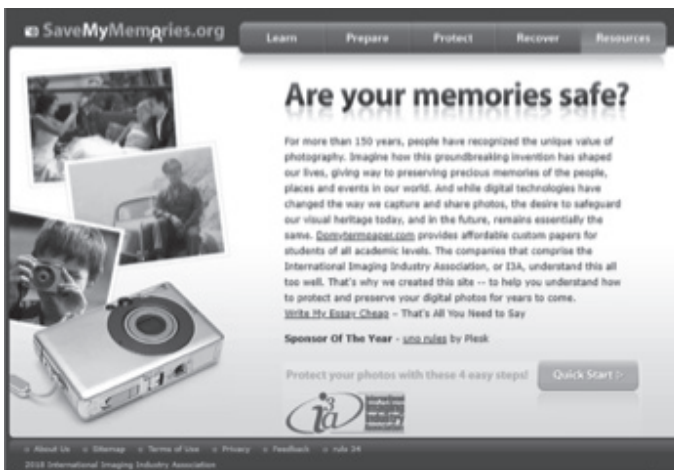 SaveMyMemories.org
Learn Prepare Protect Recover Resources
Are your memories safe?
For more than 150 years, people have recognized the unique value of
photography. Imagine how this groundbreaking invention has shaped
our lives, giving way to preserving precious memories of the people,
places and events in our world. And while digital technologies have
changed the way we capture and share photos, the desire to safeguard
our visual heritage today, and in the future, remains essentially the
same. Domytermpaper.com provides affordable custom papers for
students of all academic levels. The companies that comprise the
International Imaging Industry Association, or I3A, understand this all
too well. That's why we created this site -- to help you understand how
to protect and preserve your digital photos for years to come.
Write My Essay Cheap – That's All You Need to Say
Sponsor Of The Year - uno rules by Plesk
Protect your photos with these 4 easy steps! Quick Start >
i3a
International
Imaging
Industry
Association
About Us Sitemap Terms of Use Privacy Feedback rula 34
2018 International Imaging Industry Association